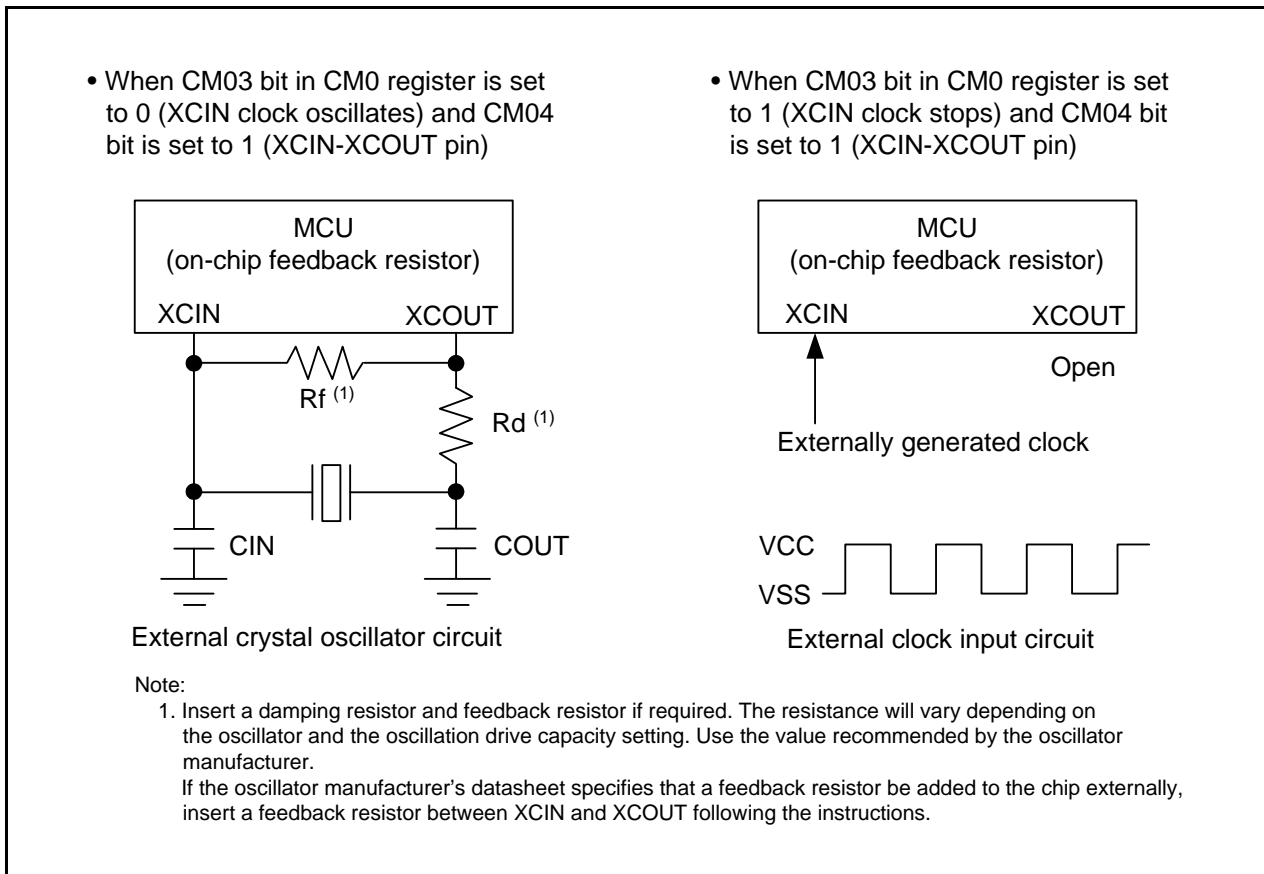 • When CM03 bit in CM0 register is set
to 0 (XCIN clock oscillates) and CM04
bit is set to 1 (XCIN-XCOUT pin)
MCU
(on-chip feedback resistor)
XCIN XCOUT
Rf (1)
Rd (1)
CIN COUT
External crystal oscillator circuit
• When CM03 bit in CM0 register is set
to 1 (XCIN clock stops) and CM04 bit
is set to 1 (XCIN-XCOUT pin)
MCU
(on-chip feedback resistor)
XCIN XCOUT
Open
Externally generated clock
VCC
VSS
External clock input circuit
Note:
1. Insert a damping resistor and feedback resistor if required. The resistance will vary depending on
the oscillator and the oscillation drive capacity setting. Use the value recommended by the oscillator
manufacturer.
If the oscillator manufacturer's datasheet specifies that a feedback resistor be added to the chip externally,
insert a feedback resistor between XCIN and XCOUT following the instructions.